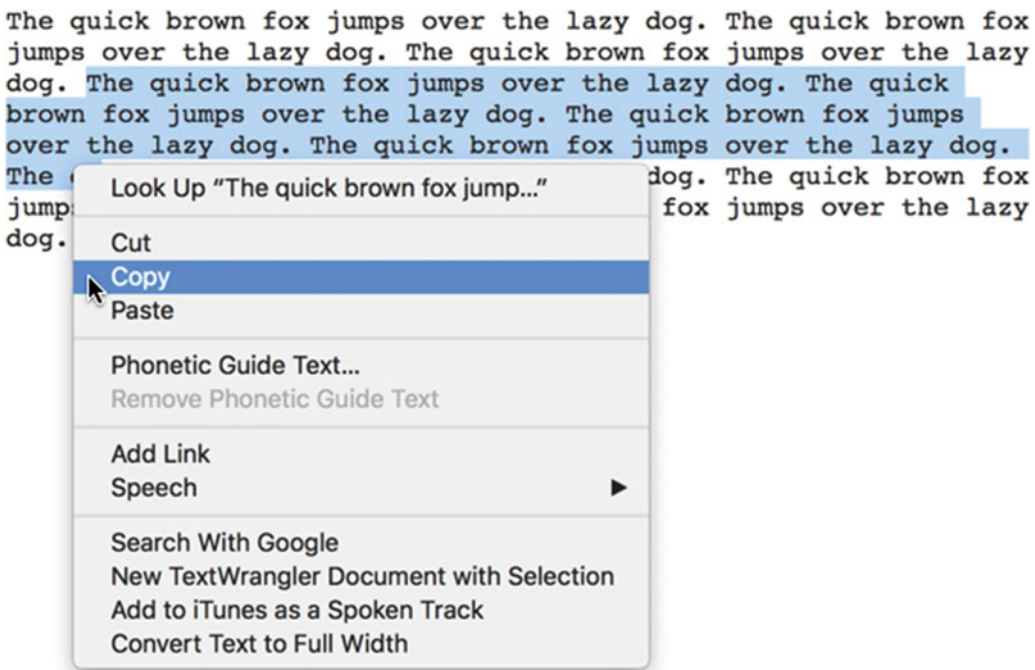 The quick brown fox jumps over the lazy dog. The quick brown fox
jumps over the lazy dog. The quick brown fox jumps over the lazy
dog. The quick brown fox jumps over the lazy dog. The quick
brown fox jumps over the lazy dog. The quick brown fox jumps
over the lazy dog. The quick brown fox jumps over the lazy dog.
The dog. The quick brown fox
fox jumps over the lazy
dog.
Look Up “The quick brown fox jump...”
Cut
Copy
Paste
Phonetic Guide Text...
Remove Phonetic Guide Text
Add Link
Speech
Search With Google
New TextWrangler Document with Selection
Add to iTunes as a Spoken Track
Convert Text to Full Width